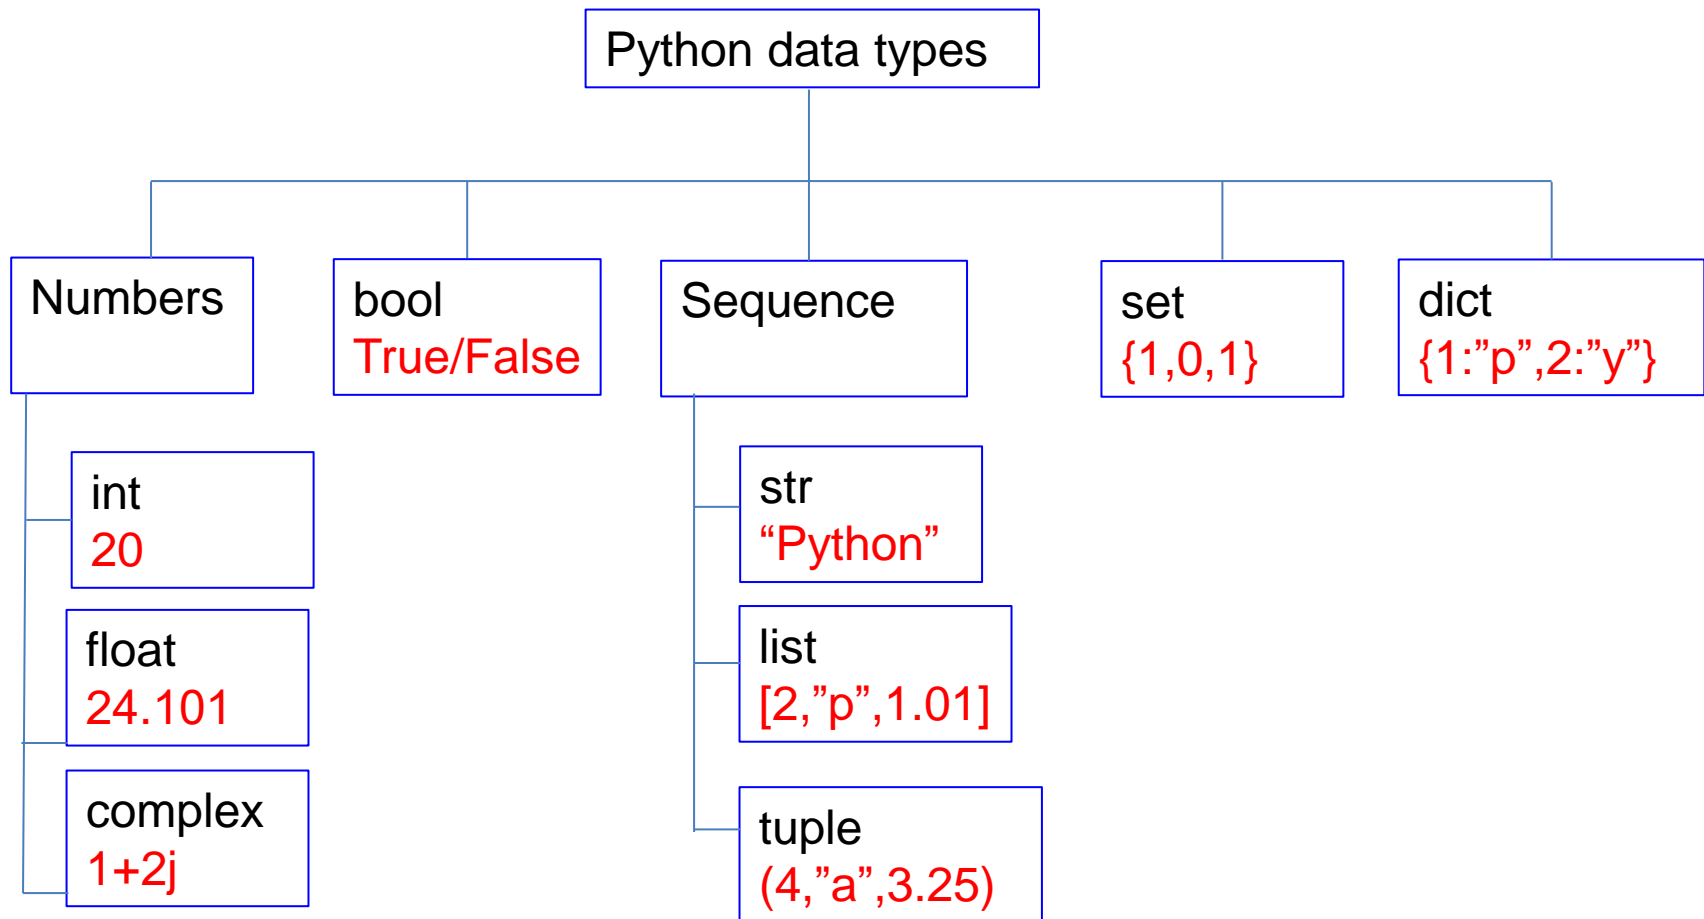 Python data types
Numbers
bool
True/False
Sequence
set
{1,0,1}
dict
{1:”p”,2:”y”}
int
20
float
24.101
complex
1+2j
str
“Python”
list
[2,”p”,1.01]
tuple
(4,”a”,3.25)